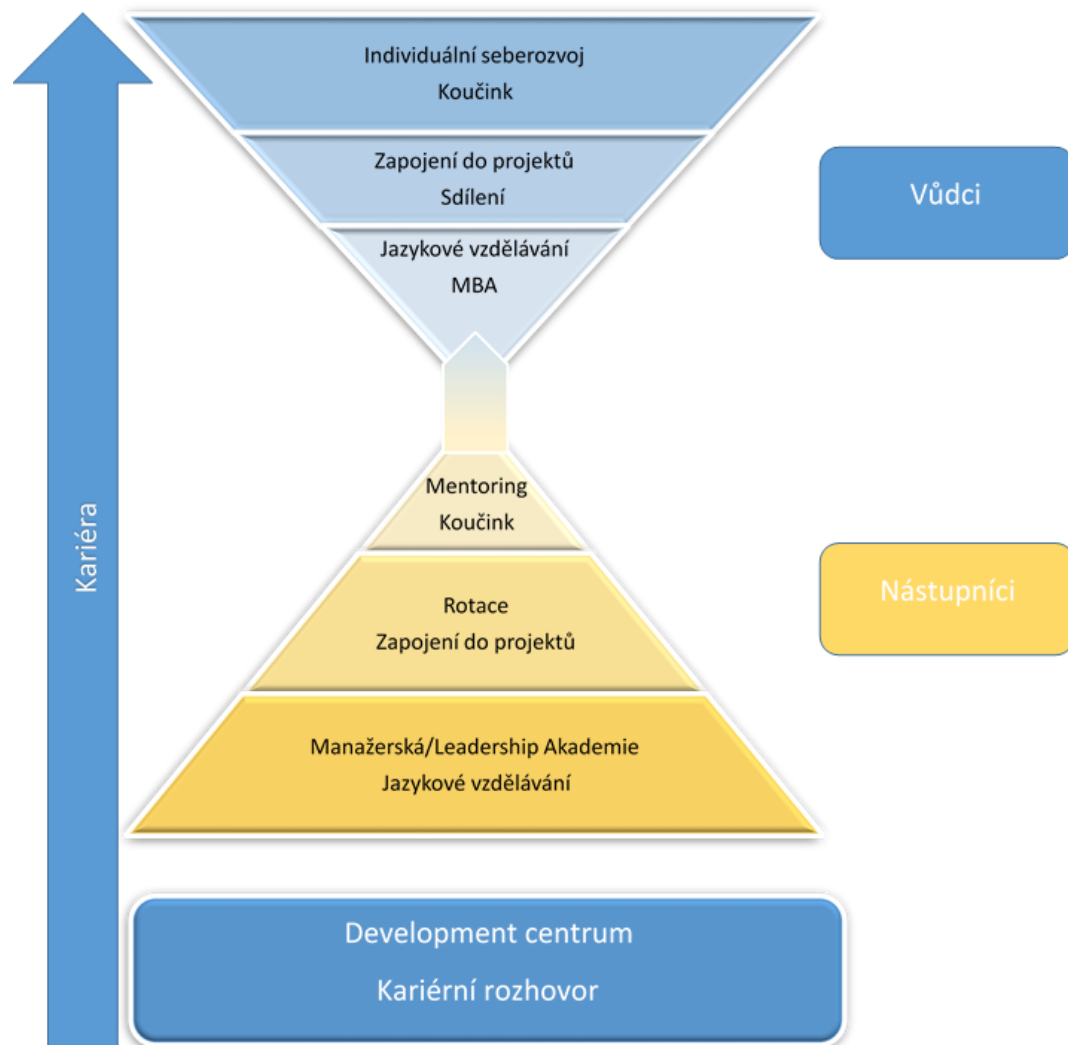 Individuální seberozvoj
Koučink
Zapojení do projektů
Sdílení
Vůdci
Jazykové vzdělávání
MBA
Mentoring
Koučink
Kariéra
Nástupníci
Rotace
Zapojení do projektů
Manažerská/Leadership Akademie
Jazykové vzdělávání
Development centrum
Kariérní rozhovor